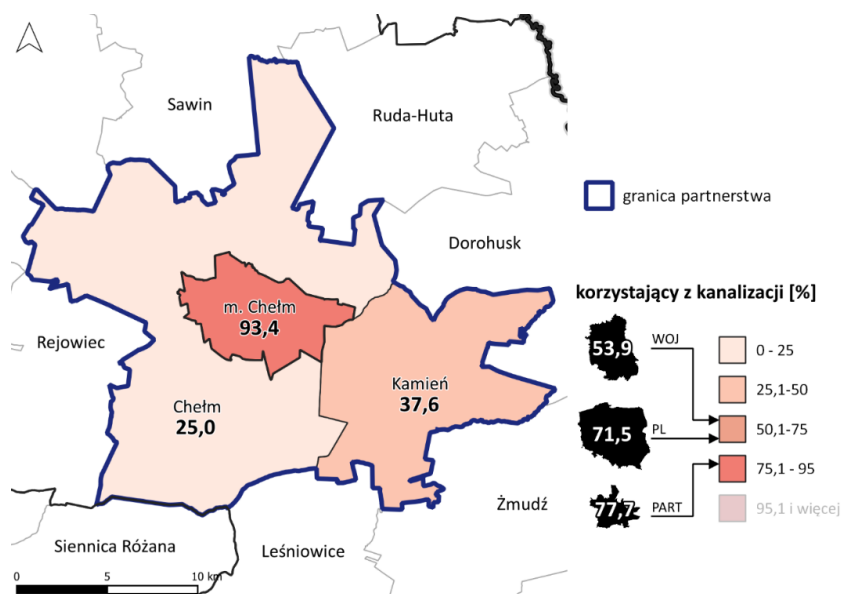 Sawin
Ruda-Huta
granica partnerstwa
Dorohusk
korzystający z kanalizacji [%]
m. Chełm
93,4
Rejowiec
53,9
WOJ
0 - 25
Kamień
37,6
25,1-50
Chełm
25,0
50,1-75
71,5
PL
75,1 - 95
77,7
PART
95,1 i więcej
Żmudź
Siennica Różana
Leśniowice
0
5
10 km